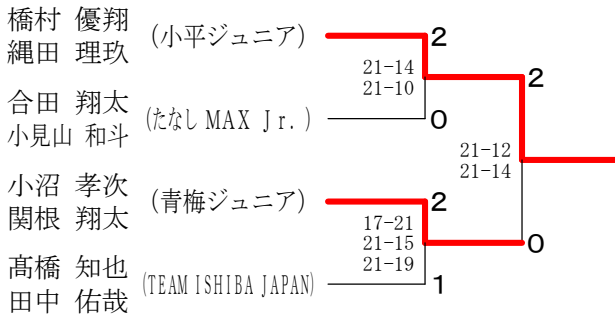 橋村 優翔
縄田 理玖
(小平ジュニア)
2
21-14
21-10
合田 翔太
小見山 和斗
(たなし MAX Jr.)
0
2
21-12
21-14
小沼 孝次
関根 翔太
(青梅ジュニア)
2
17-21
21-15
21-19
0
髙橋 知也
田中 佑哉
(TEAM ISHIBA JAPAN)
1